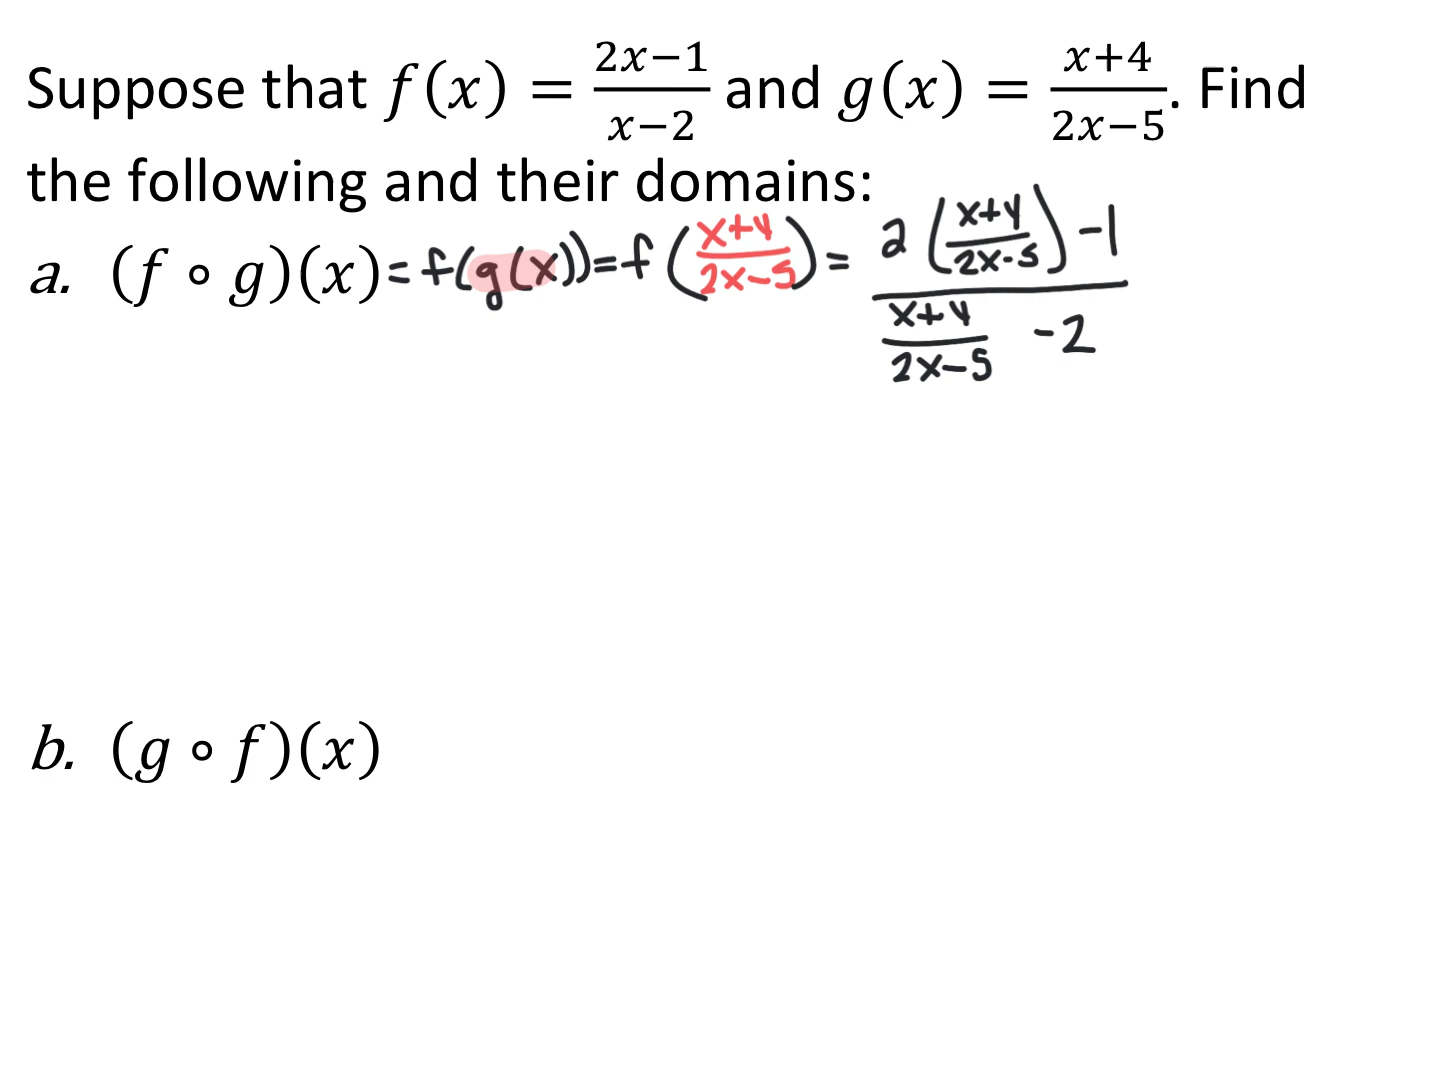 Suppose that f(x) = (2x−1)/(x−2) and g(x) = (x+4)/(2x−5). Find
the following and their domains:
a. (f ∘ g)(x) = f(g(x)) = f((x+4)/(2x−5)) = (2((x+4)/(2x−5)) −1)/((x+4)/(2x−5) −2)
b. (g ∘ f)(x)